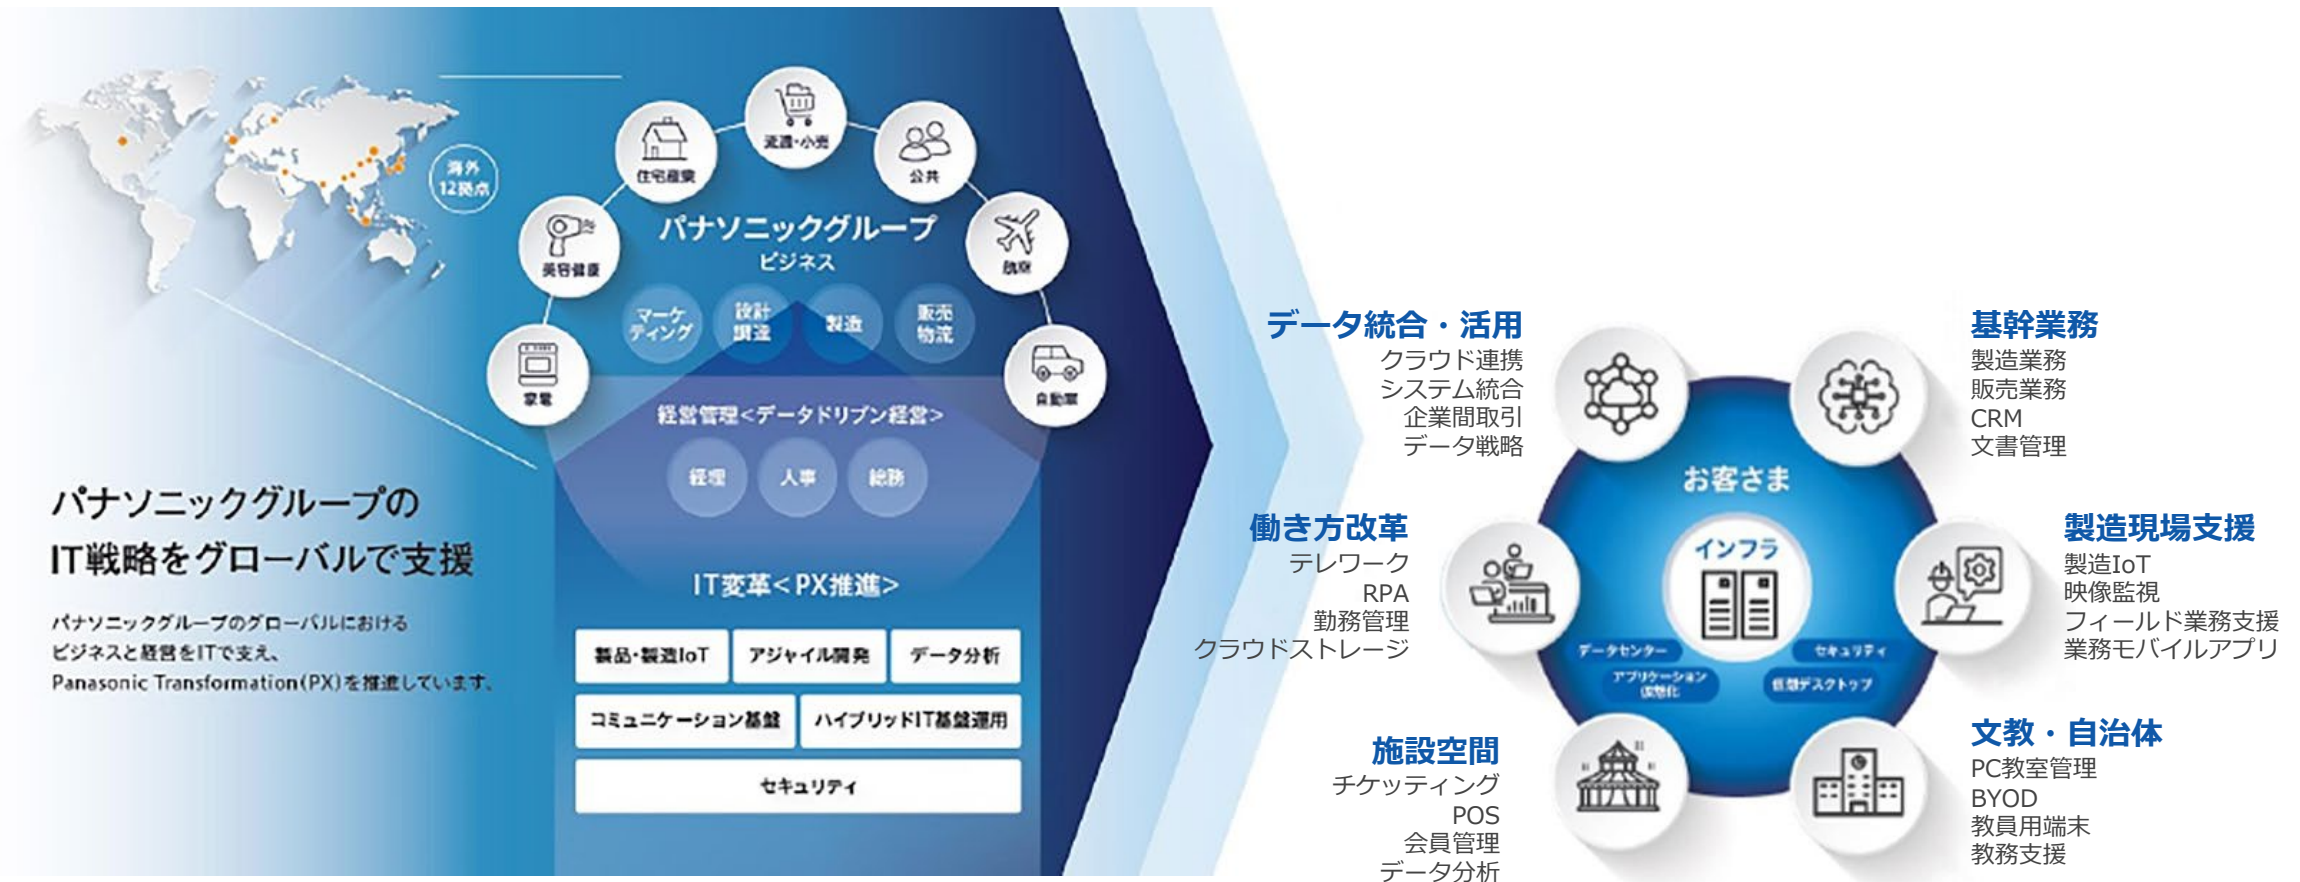 海外
12拠点
流通・小売
住宅産業
公共
美容健康
航空
家電
自動車
パナソニックグループ
ビジネス
マーケ
ティング
設計
調達
製造
販売
物流
経営管理<データドリブン経営>
経理
人事
総務
IT変革<PX推進>
製品・製造IoT
アジャイル開発
データ分析
コミュニケーション基盤
ハイブリッドIT基盤運用
セキュリティ
パナソニックグループの
IT戦略をグローバルで支援
パナソニックグループのグローバルにおける
ビジネスと経営をITで支え、
Panasonic Transformation(PX)を推進しています。
データ統合・活用
クラウド連携
システム統合
企業間取引
データ戦略
働き方改革
テレワーク
RPA
勤務管理
クラウドストレージ
施設空間
チケッティング
POS
会員管理
データ分析
お客さま
インフラ
データセンター
セキュリティ
アプリケーション
仮想化
仮想デスクトップ
基幹業務
製造業務
販売業務
CRM
文書管理
製造現場支援
製造IoT
映像監視
フィールド業務支援
業務モバイルアプリ
文教・自治体
PC教室管理
BYOD
教員用端末
教務支援